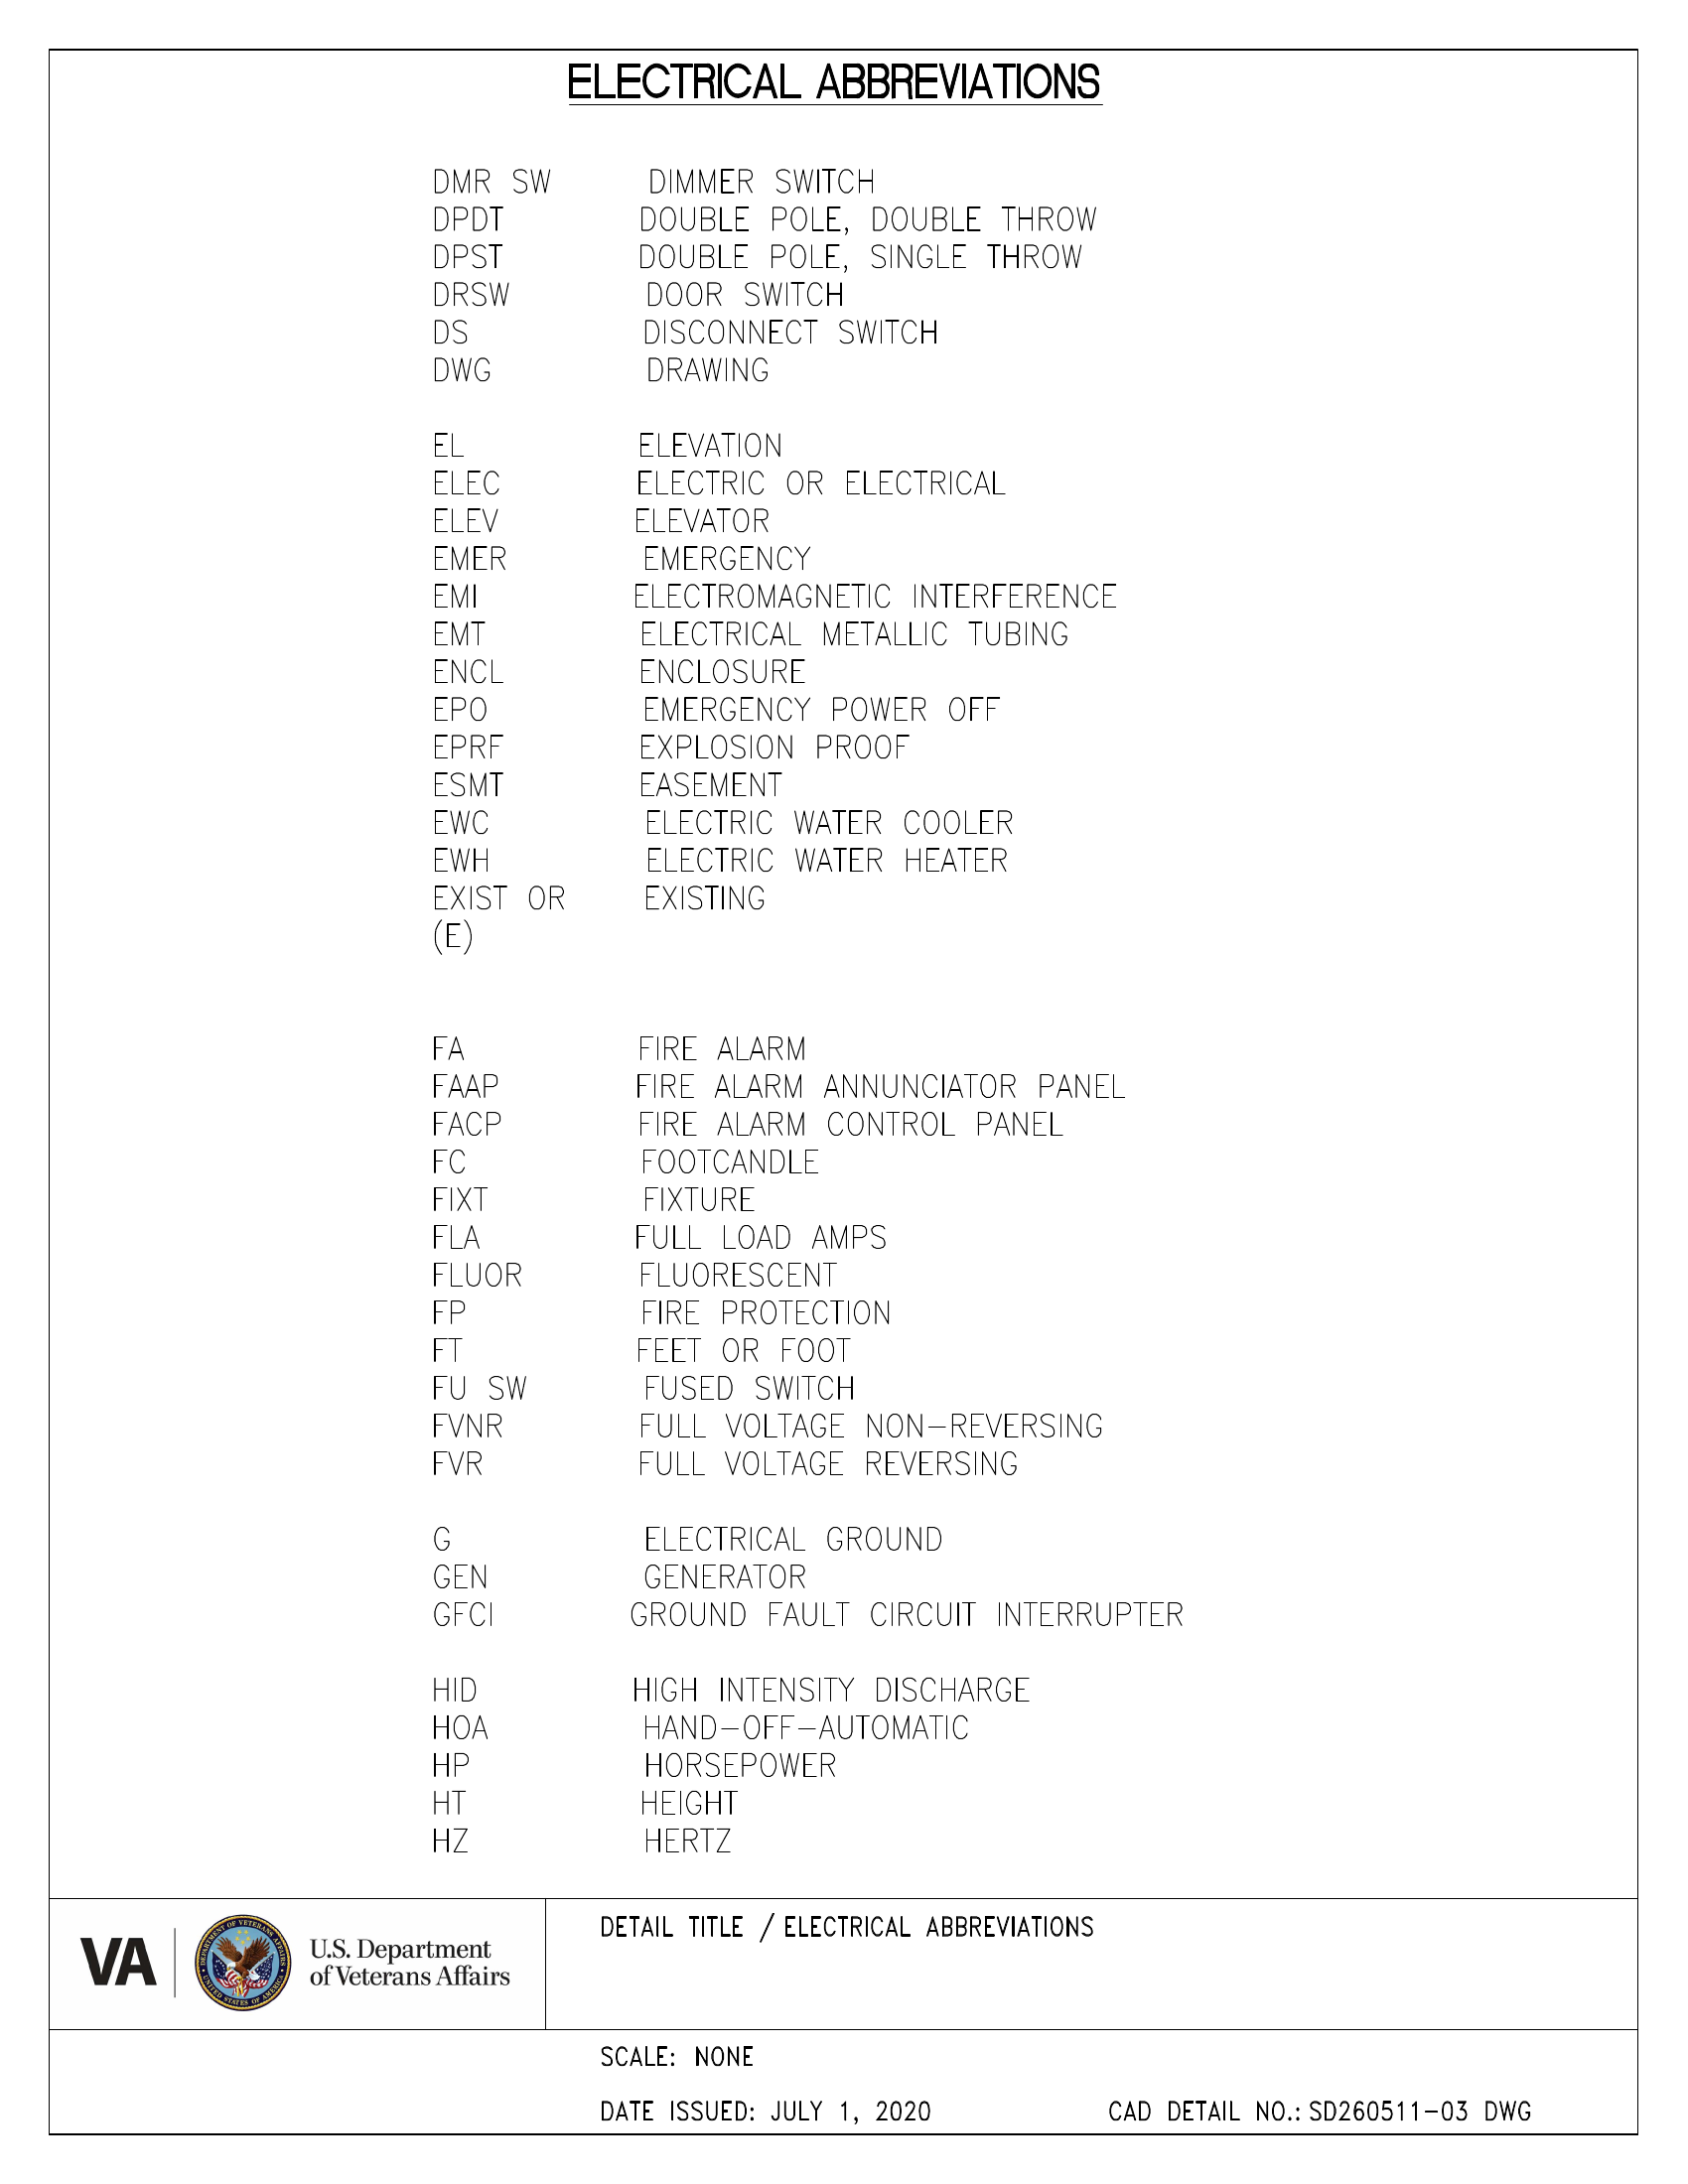 ELECTRICAL ABBREVIATIONS
DMR SW DIMMER SWITCH
DPDT DOUBLE POLE, DOUBLE THROW
DPST DOUBLE POLE, SINGLE THROW
DRSW DOOR SWITCH
DS DISCONNECT SWITCH
DWG DRAWING
EL ELEVATION
ELEC ELECTRIC OR ELECTRICAL
ELEV ELEVATOR
EMER EMERGENCY
EMI ELECTROMAGNETIC INTERFERENCE
EMT ELECTRICAL METALLIC TUBING
ENCL ENCLOSURE
EPO EMERGENCY POWER OFF
EPRF EXPLOSION PROOF
ESMT EASEMENT
EWC ELECTRIC WATER COOLER
EWH ELECTRIC WATER HEATER
EXIST OR EXISTING
(E)
FA FIRE ALARM
FAAP FIRE ALARM ANNUNCIATOR PANEL
FACP FIRE ALARM CONTROL PANEL
FC FOOTCANDLE
FIXT FIXTURE
FLA FULL LOAD AMPS
FLUOR FLUORESCENT
FP FIRE PROTECTION
FT FEET OR FOOT
FU SW FUSED SWITCH
FVNR FULL VOLTAGE NON-REVERSING
FVR FULL VOLTAGE REVERSING
G ELECTRICAL GROUND
GEN GENERATOR
GFCI GROUND FAULT CIRCUIT INTERRUPTER
HID HIGH INTENSITY DISCHARGE
HOA HAND-OFF-AUTOMATIC
HP HORSEPOWER
HT HEIGHT
HZ HERTZ
VA
DEPARTMENT OF VETERANS AFFAIRS
UNITED STATES OF AMERICA
U.S. Department
of Veterans Affairs
DETAIL TITLE / ELECTRICAL ABBREVIATIONS
SCALE: NONE
DATE ISSUED: JULY 1, 2020 CAD DETAIL NO.: SD260511-03 DWG